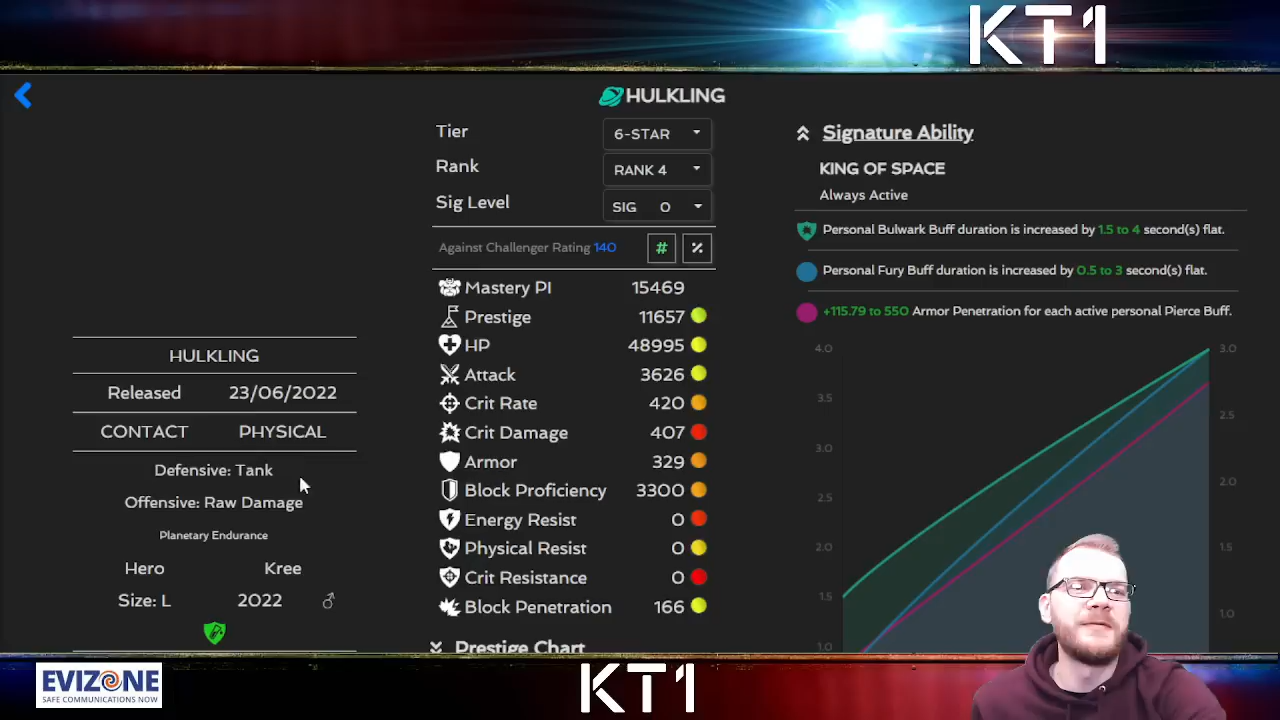 KT1
HULKLING
Tier 6-STAR
Rank RANK 4
Sig Level SIG 0
Against Challenger Rating 140 # %
Mastery PI 15469
Prestige 11657
HP 48995
Attack 3626
Crit Rate 420
Crit Damage 407
Armor 329
Block Proficiency 3300
Energy Resist 0
Physical Resist 0
Crit Resistance 0
Block Penetration 166
Prestige Chart
HULKLING
Released 23/06/2022
CONTACT PHYSICAL
Defensive: Tank
Offensive: Raw Damage
Planetary Endurance
Hero Kree
Size: L 2022 ♂
Signature Ability
KING OF SPACE
Always Active
Personal Bulwark Buff duration is increased by 1.5 to 4 second(s) flat.
Personal Fury Buff duration is increased by 0.5 to 3 second(s) flat.
+115.79 to 550 Armor Penetration for each active personal Pierce Buff.
4.0 3.0
3.5
2.5
3.0
2.5 2.0
2.0 1.5
1.5
1.0
1.0
EVIZONE
SAFE COMMUNICATIONS NOW
KT1